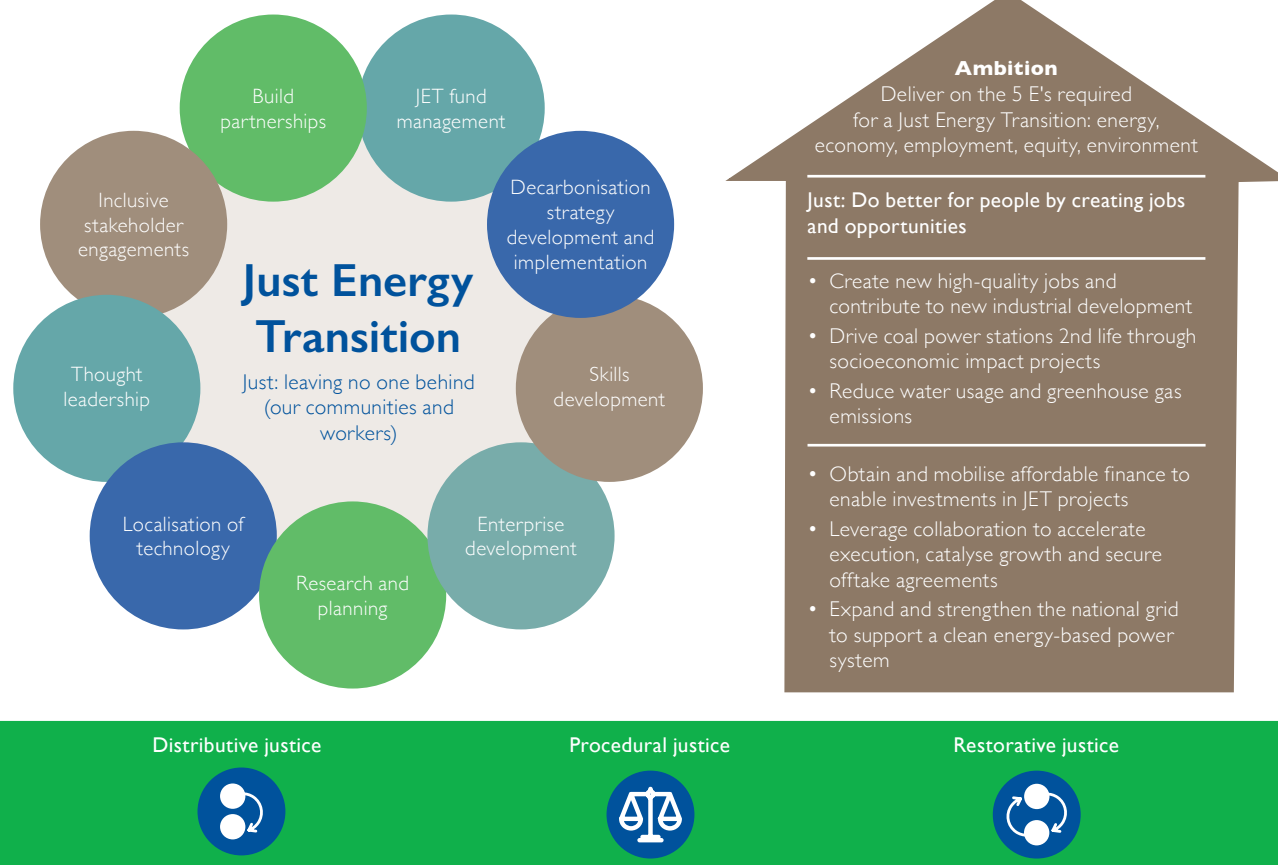 Build
partnerships
JET fund
management
Decarbonisation
strategy
development and
implementation
Skills
development
Enterprise
development
Research and
planning
Localisation of
technology
Thought
leadership
Inclusive
stakeholder
engagements
Just Energy
Transition
Just: leaving no one behind
(our communities and
workers)
Ambition
Deliver on the 5 E's required
for a Just Energy Transition: energy,
economy, employment, equity, environment
Just: Do better for people by creating jobs
and opportunities
• Create new high-quality jobs and
contribute to new industrial development
• Drive coal power stations 2nd life through
socioeconomic impact projects
• Reduce water usage and greenhouse gas
emissions
• Obtain and mobilise affordable finance to
enable investments in JET projects
• Leverage collaboration to accelerate
execution, catalyse growth and secure
offtake agreements
• Expand and strengthen the national grid
to support a clean energy-based power
system
Distributive justice
Procedural justice
Restorative justice